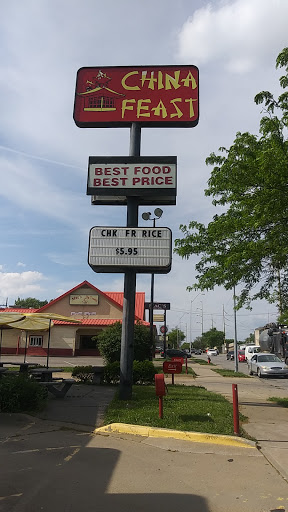 CHINA
FEAST
BEST FOOD
BEST PRICE
CHK FR RICE
$5.95